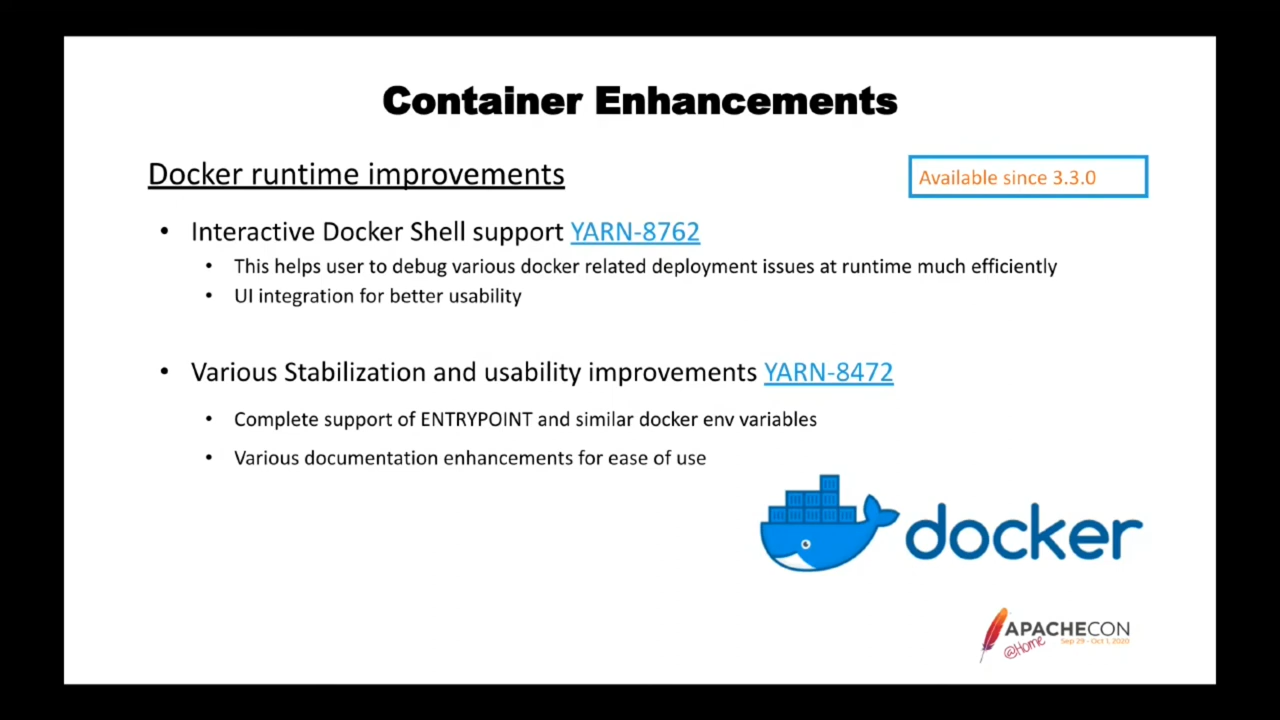 Container Enhancements
Docker runtime improvements
Available since 3.3.0
• Interactive Docker Shell support YARN-8762
• This helps user to debug various docker related deployment issues at runtime much efficiently
• UI integration for better usability
• Various Stabilization and usability improvements YARN-8472
• Complete support of ENTRYPOINT and similar docker env variables
• Various documentation enhancements for ease of use
docker
APACHECON
Sep 29 - Oct 1, 2020
@Home